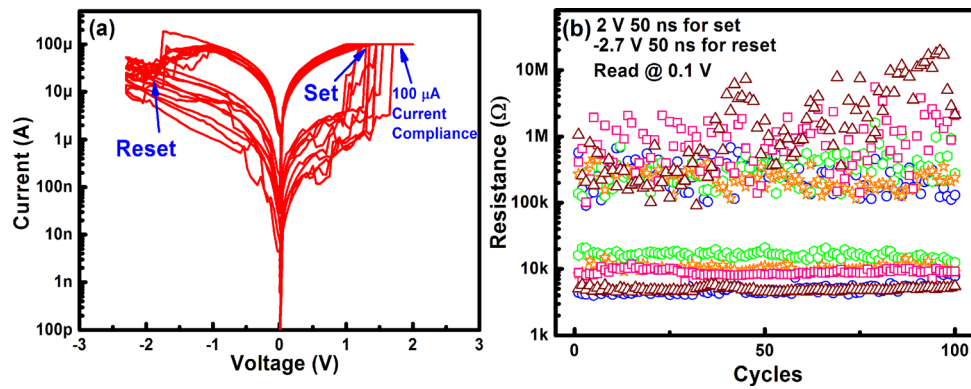 (a)
Current (A)
100μ
10μ
1μ
100n
10n
1n
100p
Reset
Set
100 μA
Current
Compliance
-3
-2
-1
0
1
2
3
Voltage (V)
(b)
2 V 50 ns for set
-2.7 V 50 ns for reset
Read @ 0.1 V
Resistance (Ω)
10M
1M
100k
10k
1k
0
50
100
Cycles